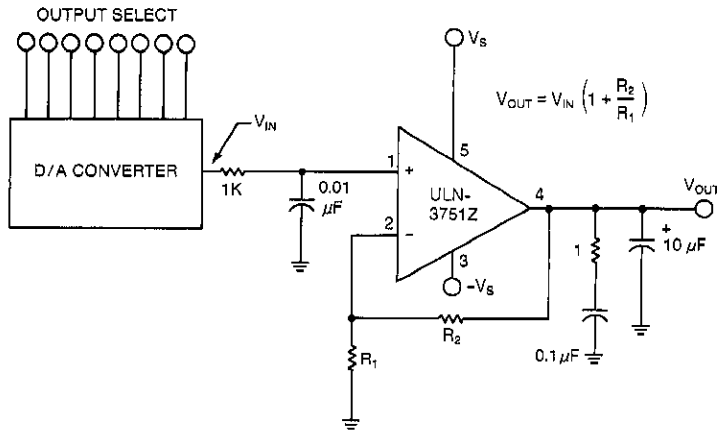 OUTPUT SELECT
D/A CONVERTER
V_IN
1K
0.01
µF
1
+
2
−
ULN-
3751Z
5
V_S
3
-V_S
4
V_OUT = V_IN (1 + R_2/R_1)
V_OUT
R_1
R_2
1
0.1 µF
+
10 µF